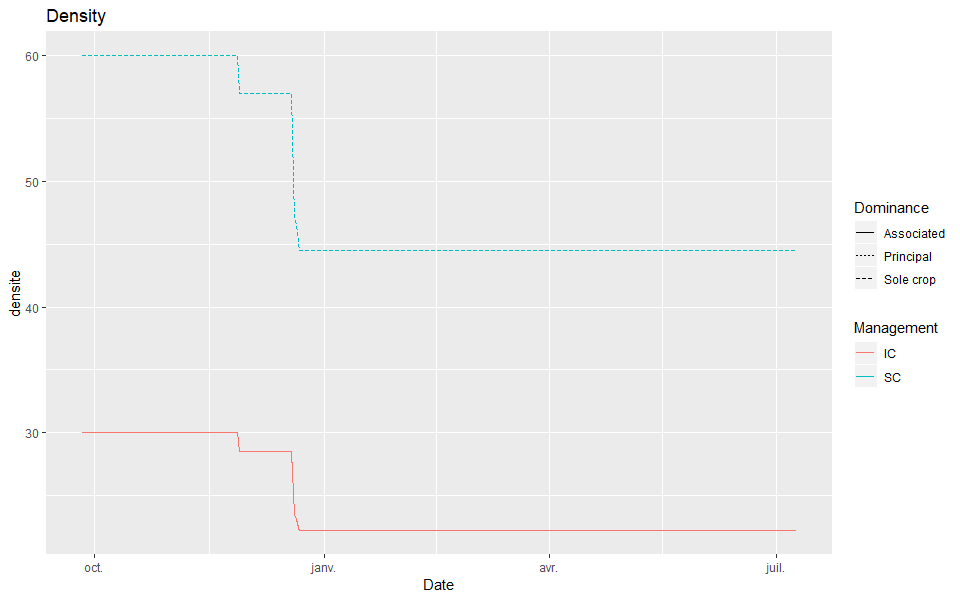 Density
60
50
40
30
densite
oct.
janv.
avr.
juil.
Date
Dominance
Associated
Principal
Sole crop
Management
IC
SC